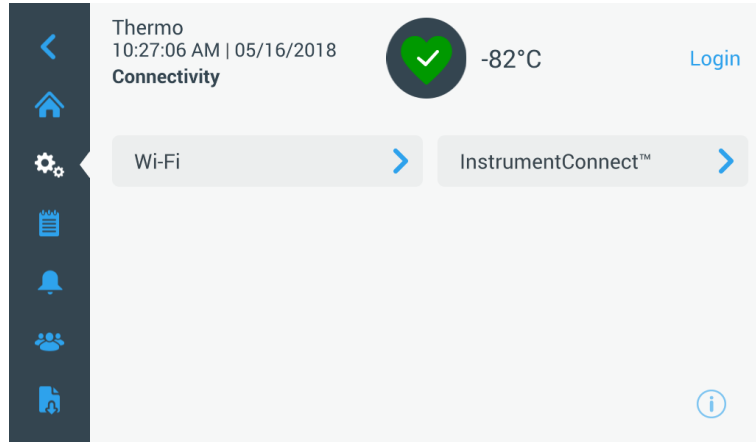 Thermo
10:27:06 AM | 05/16/2018
Connectivity
-82°C
Login
Wi-Fi
InstrumentConnect™
i